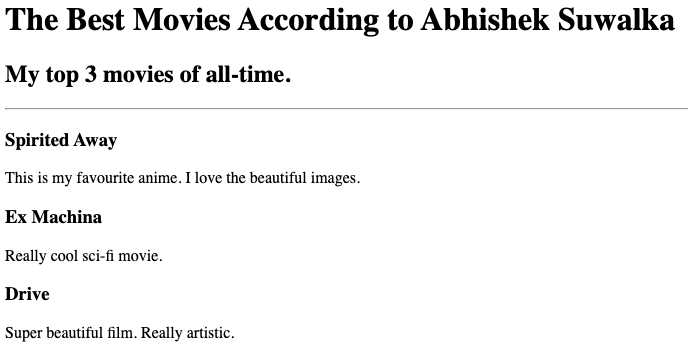 The Best Movies According to Abhishek Suwalka
My top 3 movies of all-time.
Spirited Away
This is my favourite anime. I love the beautiful images.
Ex Machina
Really cool sci-fi movie.
Drive
Super beautiful film. Really artistic.